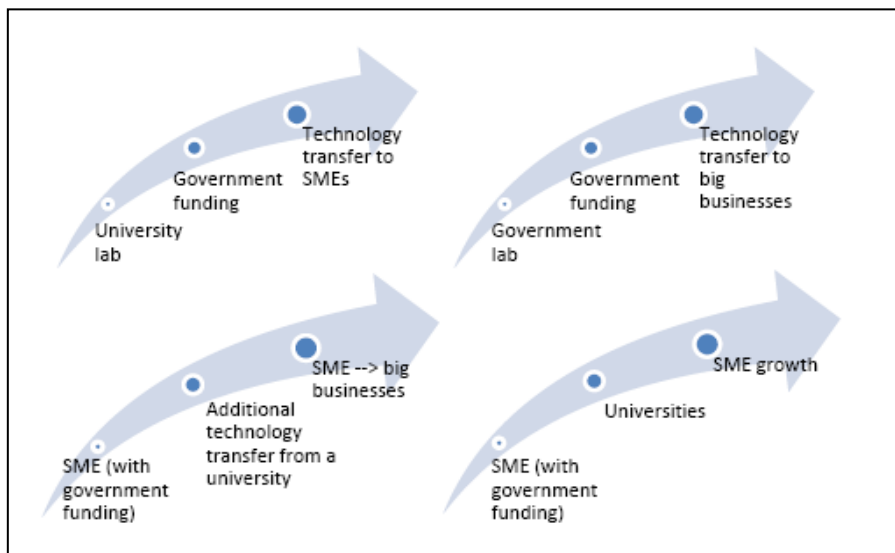 Technology
transfer to
SMEs
Government
funding
University
lab
Technology
transfer to
big
businesses
Government
funding
Government
lab
SME --> big
businesses
Additional
technology
transfer from a
university
SME (with
government
funding)
SME growth
Universities
SME (with
government
funding)